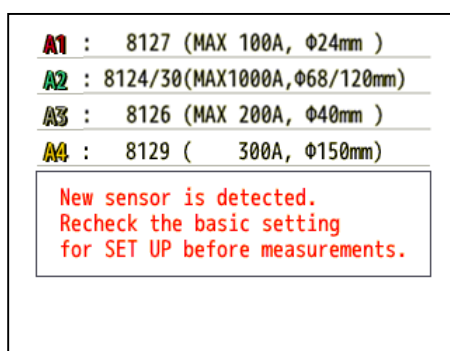 A1 : 8127 (MAX 100A, Φ24mm )
A2 : 8124/30(MAX1000A,Φ68/120mm)
A3 : 8126 (MAX 200A, Φ40mm )
A4 : 8129 ( 300A, Φ150mm)
New sensor is detected.
Recheck the basic setting
for SET UP before measurements.